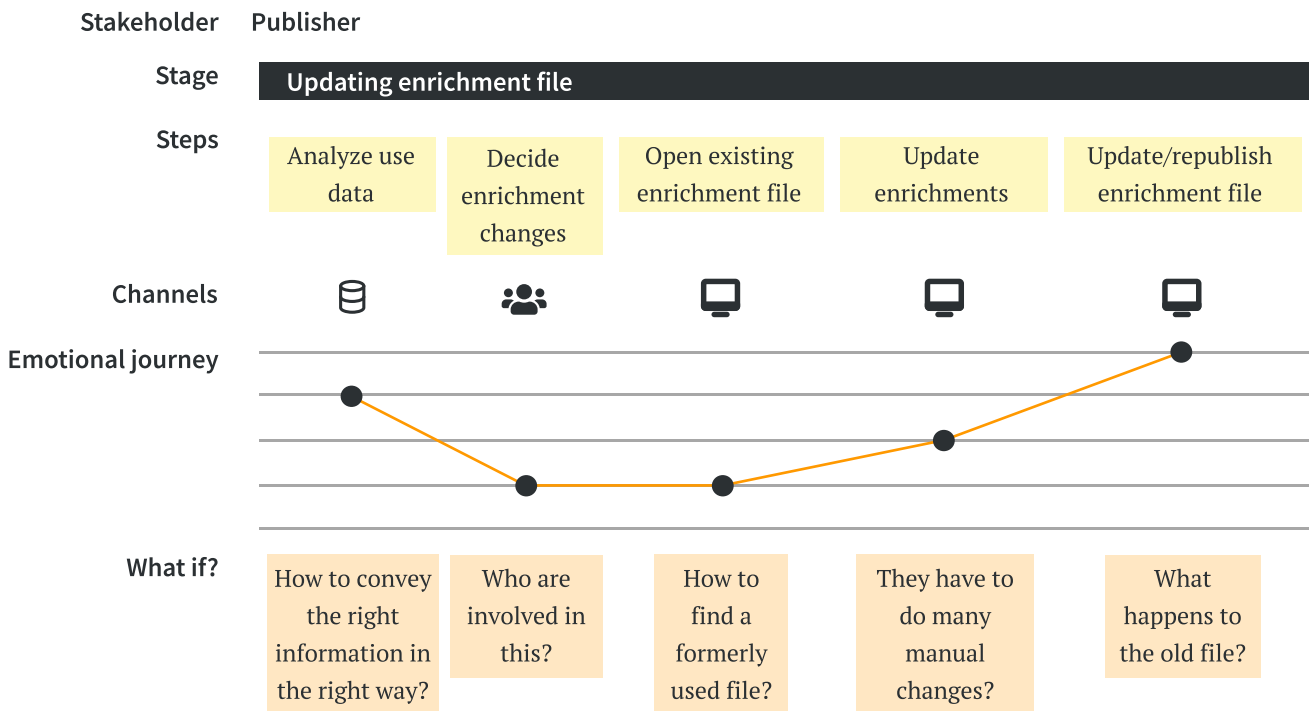 Stakeholder Publisher
Stage Updating enrichment file
Steps
Analyze use
data
Decide
enrichment
changes
Open existing
enrichment file
Update
enrichments
Update/republish
enrichment file
Channels
Emotional journey
What if?
How to convey
the right
information in
the right way?
Who are
involved in
this?
How to
find a
formerly
used file?
They have to
do many
manual
changes?
What
happens to
the old file?